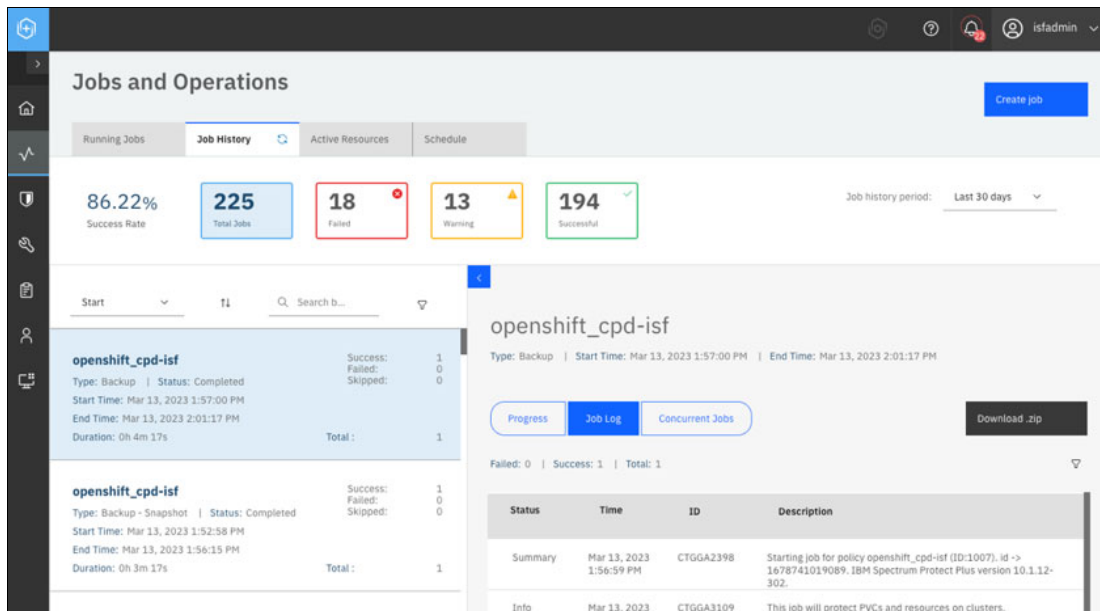 22
isfadmin
Jobs and Operations
Create job
Running Jobs Job History Active Resources Schedule
86.22% 225 18 13 194 Job history period: Last 30 days
Success Rate Total Jobs Failed Warning Successful
Start Search b...
openshift_cpd-isf Success: 1
Failed: 0
Type: Backup | Status: Completed Skipped: 0
Start Time: Mar 13, 2023 1:57:00 PM
End Time: Mar 13, 2023 2:01:17 PM
Duration: 0h 4m 17s Total : 1
openshift_cpd-isf Success: 1
Failed: 0
Type: Backup - Snapshot | Status: Completed Skipped: 0
Start Time: Mar 13, 2023 1:52:58 PM
End Time: Mar 13, 2023 1:56:15 PM
Duration: 0h 3m 17s Total : 1
openshift_cpd-isf
Type: Backup | Start Time: Mar 13, 2023 1:57:00 PM | End Time: Mar 13, 2023 2:01:17 PM
Progress Job Log Concurrent Jobs Download .zip
Failed: 0 | Success: 1 | Total: 1
Status Time ID Description
Summary Mar 13, 2023 CTGGA2398 Starting job for policy openshift_cpd-isf (ID:1007). id ->
1:56:59 PM 1678741019089. IBM Spectrum Protect Plus version 10.1.12-
302.
Info Mar 13, 2023 CTGGA3109 This job will protect PVCs and resources on clusters.